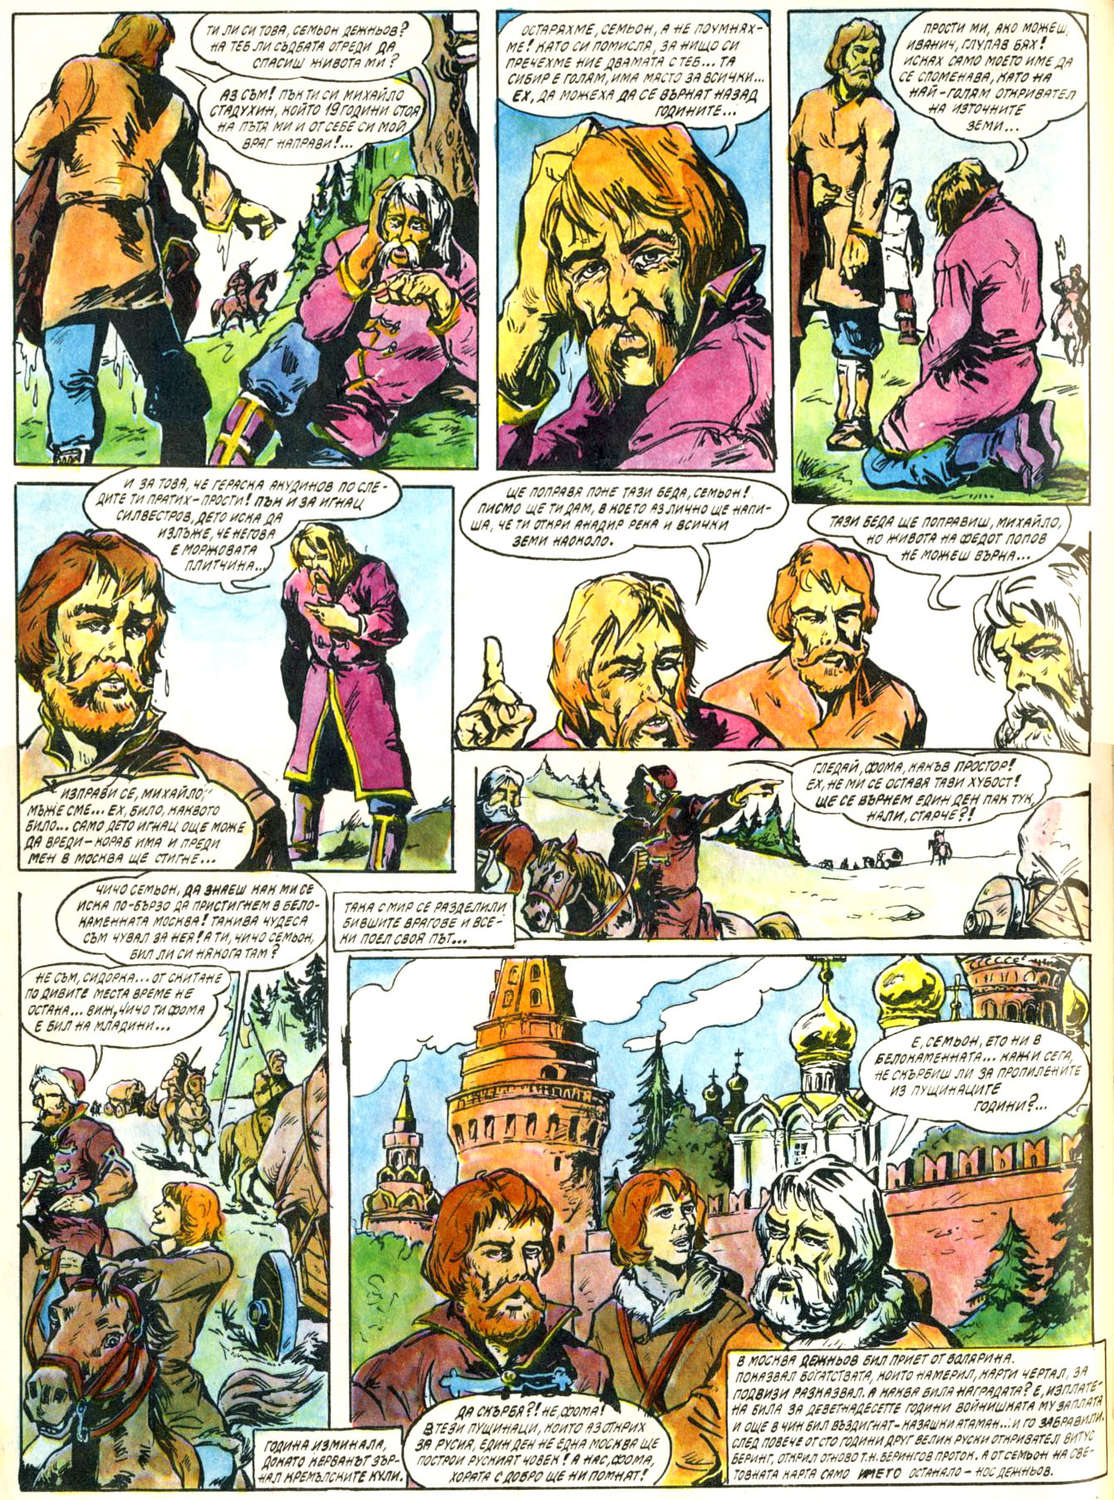 ТИ ЛИ СИ ТОВА, СЕМЬОН ДЕЖНЬОВ?
НА ТЕБ ЛИ СЪДБАТА ОТРЕДИ ДА
СПАСИШ ЖИВОТА МИ?
АЗ СЪМ! ПЪК ТИ СИ МИХАЙЛО
СТАДУХИН, КОЙТО 19 ГОДИНИ СТОЯ
НА ПЪТЯ МИ И ОТ СЕБЕ СИ МОЙ
ВРАГ НАПРАВИ!...
ОСТАРЯХМЕ, СЕМЬОН, А НЕ ПОУМНЯХ-
МЕ! КАТО СИ ПОМИСЛЯ, ЗА НИЩО СИ
ПРЕЧЕХМЕ НИЕ ДВАМАТА С ТЕБ... ТА
СИБИР Е ГОЛЯМ, ИМА МЯСТО ЗА ВСИЧКИ...
ЕХ, ДА МОЖЕХА ДА СЕ ВЪРНАТ НАЗАД
ГОДИНИТЕ...
ПРОСТИ МИ, АКО МОЖЕШ,
ИВАНИЧ, ГЛУПАВ БЯХ!
ИСКАХ САМО МОЕТО ИМЕ ДА
СЕ СПОМЕНАВА, КАТО НА
НАЙ-ГОЛЯМ ОТКРИВАТЕЛ
НА ИЗТОЧНИТЕ
ЗЕМИ...
И ЗА ТОВА, ЧЕ ГЕРАСКА АКУДИНОВ ПО СЛЕ-
ДИТЕ ТИ ПРАТИХ-ПРОСТИ! ПЪК И ЗА ИГНАЦ
СИЛВЕСТРОВ, ДЕТО ИСКА ДА
ИЗЛЪЖЕ, ЧЕ НЕГОВА
Е МОРЖОВАТА
ПЛИТЧИНА...
ИЗПРАВИ СЕ, МИХАЙЛО,
МЪЖЕ СМЕ... ЕХ, БИЛО, КАКВОТО
БИЛО... САМО ДЕТО ИГНАЦ ОЩЕ МОЖЕ
ДА ВРЕДИ-КОРАБ ИМА И ПРЕДИ
МЕН В МОСКВА ЩЕ СТИГНЕ...
ЩЕ ПОПРАВЯ ПОНЕ ТАЗИ БЕДА, СЕМЬОН!
ПИСМО ЩЕ ТИ ДАМ, В КОЕТО АЗ ЛИЧНО ЩЕ НАПИ-
ША, ЧЕ ТИ ОТКРИ АНАДИР РЕКА И ВСИЧКИ
ЗЕМИ НАОКОЛО.
ТАЗИ БЕДА ЩЕ ПОПРАВИШ, МИХАЙЛО,
НО ЖИВОТА НА ФЕДОТ ПОПОВ
НЕ МОЖЕШ ВЪРНА...
ГЛЕДАЙ, ФОМА, КАКЪВ ПРОСТОР!
ЕХ, НЕ МИ СЕ ОСТАВЯ ТАЗИ ХУБОСТ!
ЩЕ СЕ ВЪРНЕМ ЕДИН ДЕН ПАК ТУК,
НАЛИ, СТАРЧЕ?!
ТАКА С МИР СЕ РАЗДЕЛИЛИ
БИВШИТЕ ВРАГОВЕ И ВСЕ-
КИ ПОЕЛ СВОЯ ПЪТ...
ЧИЧО СЕМЬОН, ДА ЗНАЕШ КАК МИ СЕ
ИСКА ПО-БЪРЗО ДА ПРИСТИГНЕМ В БЕЛО-
КАМЕННАТА МОСКВА! ТАКИВА ЧУДЕСА
СЪМ ЧУВАЛ ЗА НЕЯ! А ТИ, ЧИЧО СЕМЬОН,
БИЛ ЛИ СИ НЯКОГА ТАМ?
НЕ СЪМ, СИДОРКА... ОТ СКИТАНЕ
ПО ДИВИТЕ МЕСТА ВРЕМЕ НЕ
ОСТАНА... ВИЖ, ЧИЧО ТИ ФОМА
Е БИЛ НА МЛАДИНИ...
ГОДИНА ИЗМИНАЛА,
ДОКАТО КЕРВАНЪТ ЗЪР-
НАЛ КРЕМЪЛСКИТЕ КУЛИ.
Е, СЕМЬОН, ЕТО НИ В
БЕЛОКАМЕННАТА... КАЖИ СЕГА,
НЕ СКЪРБИШ ЛИ ЗА ПРОПИЛЕНИТЕ
ИЗ ПУЩИНАЦИТЕ
ГОДИНИ?...
ДА СКЪРБЯ?! НЕ, ФОМА!
В ТЕЗИ ПУЩИНАЦИ, КОИТО АЗ ОТКРИХ
ЗА РУСИЯ, ЕДИН ДЕН НЕ ЕДНА МОСКВА ЩЕ
ПОСТРОИ РУСКИЯТ ЧОВЕК! А НАС, ФОМА,
ХОРАТА С ДОБРО ЩЕ НИ ПОМНЯТ!
В МОСКВА ДЕЖНЬОВ БИЛ ПРИЕТ ОТ БОЛЯРИНА.
ПОКАЗВАЛ БОГАТСТВАТА, КОИТО НАМЕРИЛ, КАРТИ ЧЕРТАЛ, ЗА
ПОДВИЗИ РАЗКАЗВАЛ. А КАКВА БИЛА НАГРАДАТА? Е, ИЗПЛАТЕ-
НА БИЛА ЗА ДЕВЕТНАДЕСЕТТЕ ГОДИНИ ВОЙНИШКАТА МУ ЗАПЛАТА
И ОЩЕ В ЧИН БИЛ ВЪЗДИГНАТ-КАЗАШКИ АТАМАН... И ГО ЗАБРАВИЛИ.
СЛЕД ПОВЕЧЕ ОТ СТО ГОДИНИ ДРУГ ВЕЛИК РУСКИ ОТКРИВАТЕЛ ВИТУС
БЕРИНГ, ОТКРИЛ ОТНОВО Т.Н. БЕРИНГОВ ПРОТОК. А ОТ СЕМЬОН НА СВЕ-
ТОВНАТА КАРТА САМО ИМЕТО ОСТАНАЛО - НОС ДЕЖНЬОВ.